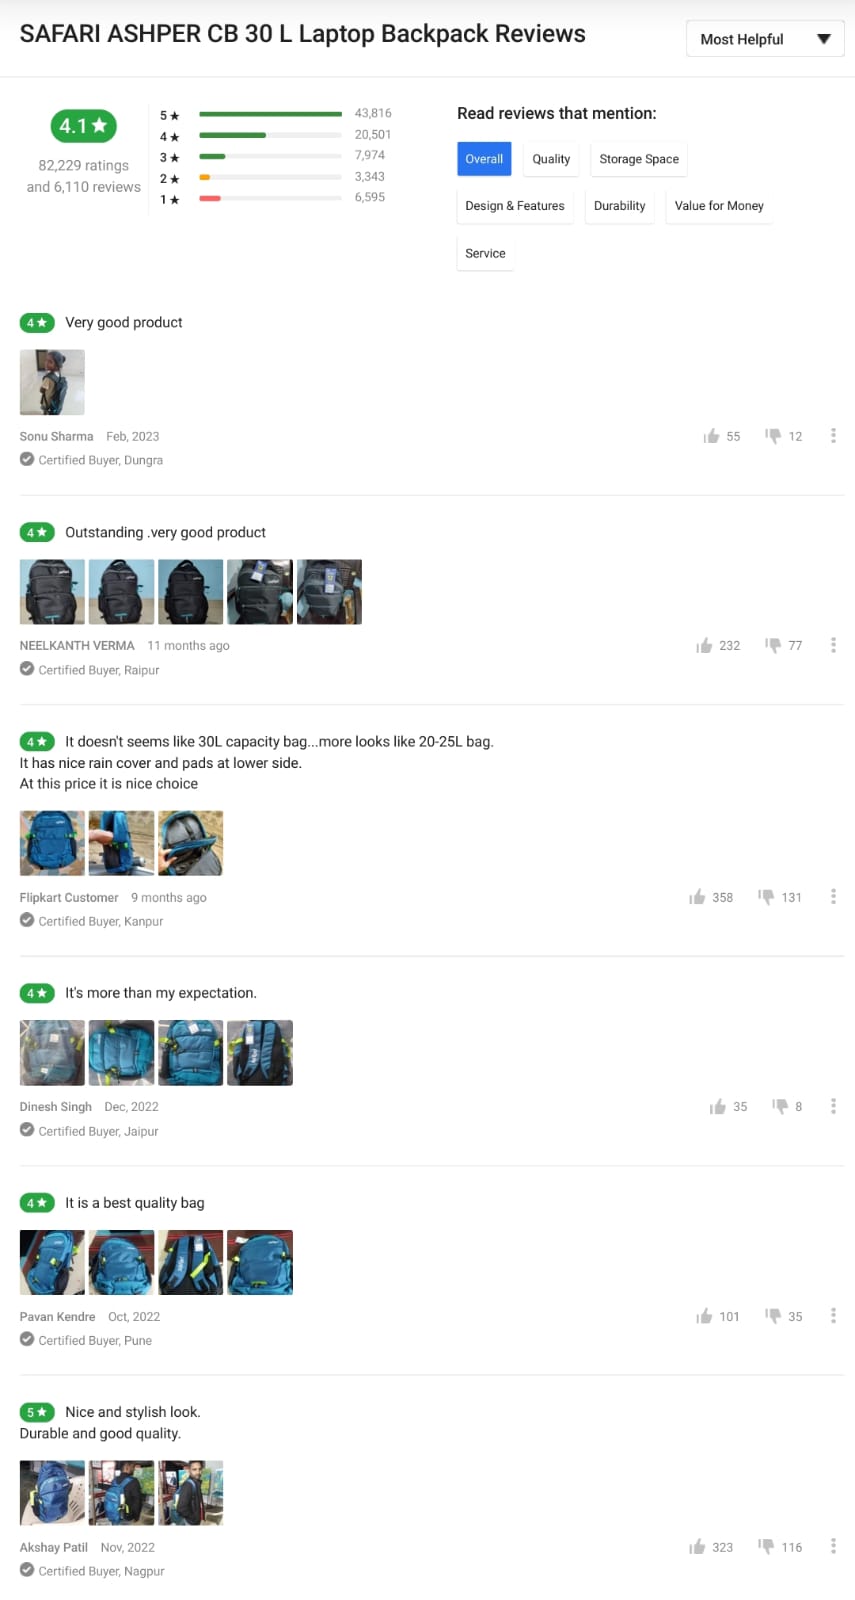 SAFARI ASHPER CB 30 L Laptop Backpack Reviews
Most Helpful
4.1★
82,229 ratings
and 6,110 reviews
5★ 43,816
4★ 20,501
3★ 7,974
2★ 3,343
1★ 6,595
Read reviews that mention:
Overall Quality Storage Space
Design & Features Durability Value for Money
Service
4★ Very good product
Sonu Sharma Feb, 2023 55 12
Certified Buyer, Dungra
4★ Outstanding .very good product
NEELKANTH VERMA 11 months ago 232 77
Certified Buyer, Raipur
4★ It doesn't seems like 30L capacity bag...more looks like 20-25L bag.
It has nice rain cover and pads at lower side.
At this price it is nice choice
Flipkart Customer 9 months ago 358 131
Certified Buyer, Kanpur
4★ It's more than my expectation.
Dinesh Singh Dec, 2022 35 8
Certified Buyer, Jaipur
4★ It is a best quality bag
Pavan Kendre Oct, 2022 101 35
Certified Buyer, Pune
5★ Nice and stylish look.
Durable and good quality.
Akshay Patil Nov, 2022 323 116
Certified Buyer, Nagpur